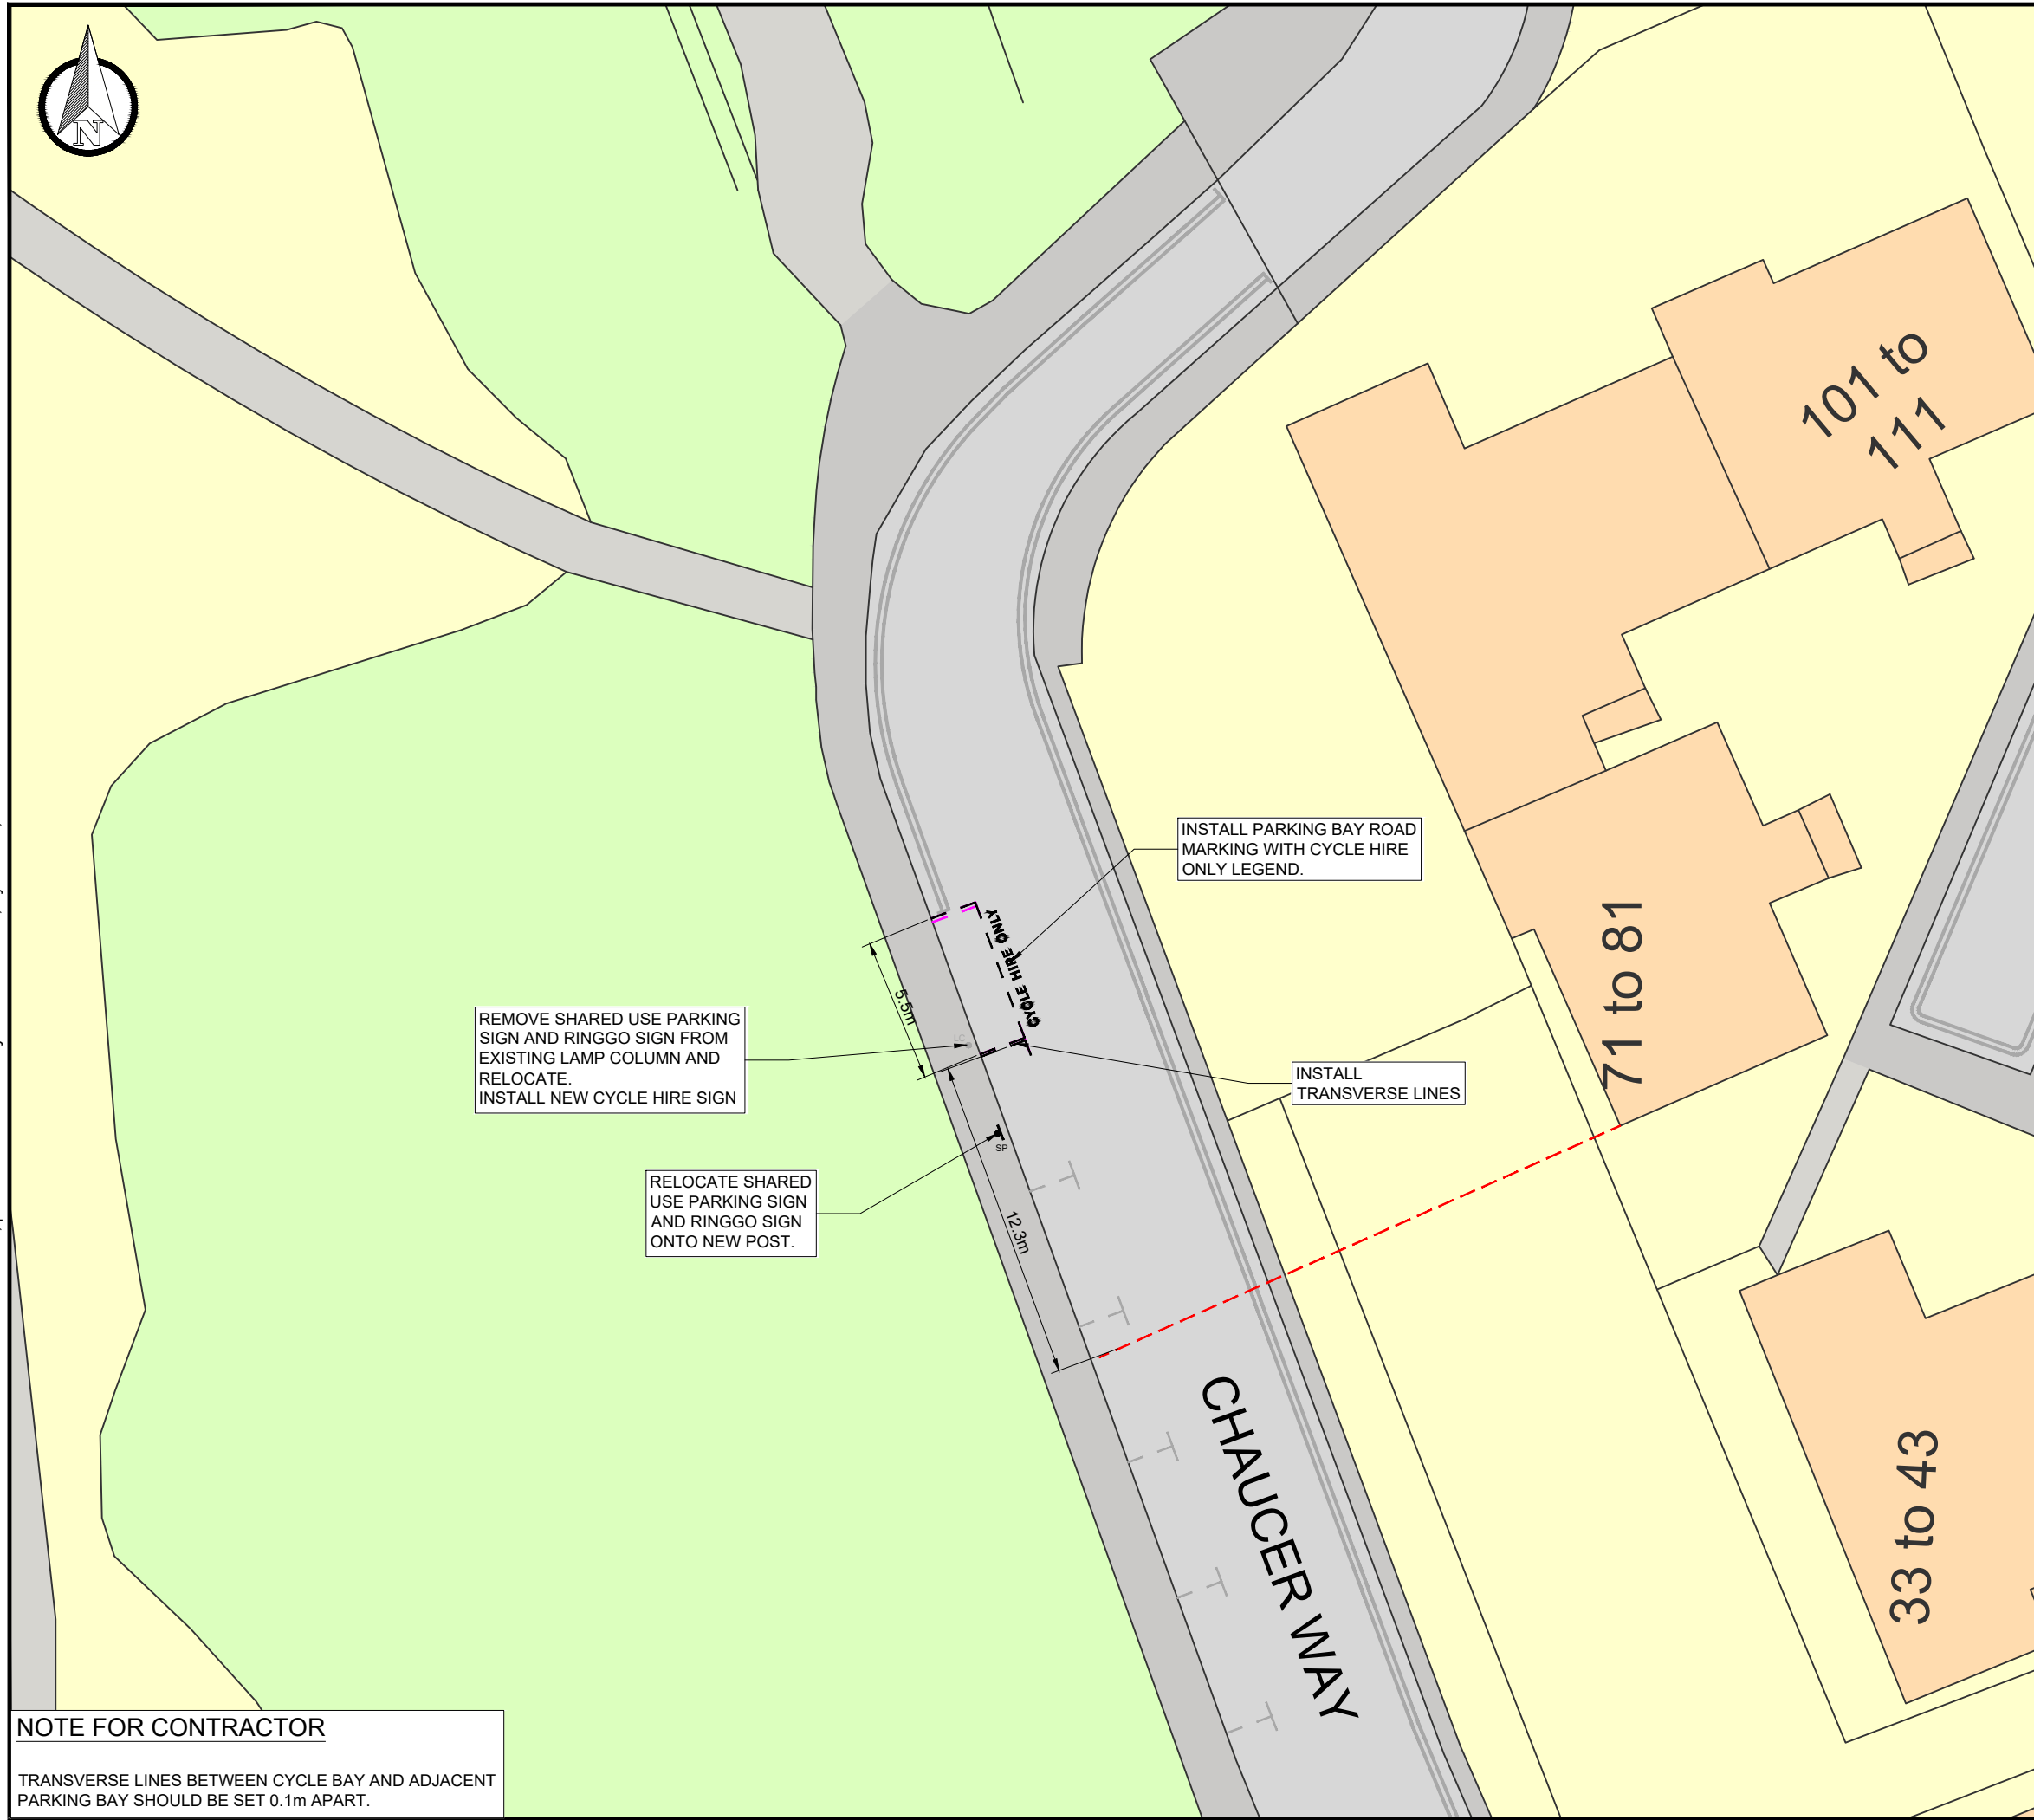 N
101 to
111
INSTALL PARKING BAY ROAD
MARKING WITH CYCLE HIRE
ONLY LEGEND.
71 to 81
CYCLE HIRE ONLY
5.5m
REMOVE SHARED USE PARKING
SIGN AND RINGGO SIGN FROM
EXISTING LAMP COLUMN AND
RELOCATE.
INSTALL NEW CYCLE HIRE SIGN
LC
INSTALL
TRANSVERSE LINES
SP
RELOCATE SHARED
USE PARKING SIGN
AND RINGGO SIGN
ONTO NEW POST.
12.3m
CHAUCER WAY
33 to 43
NOTE FOR CONTRACTOR
TRANSVERSE LINES BETWEEN CYCLE BAY AND ADJACENT
PARKING BAY SHOULD BE SET 0.1m APART.